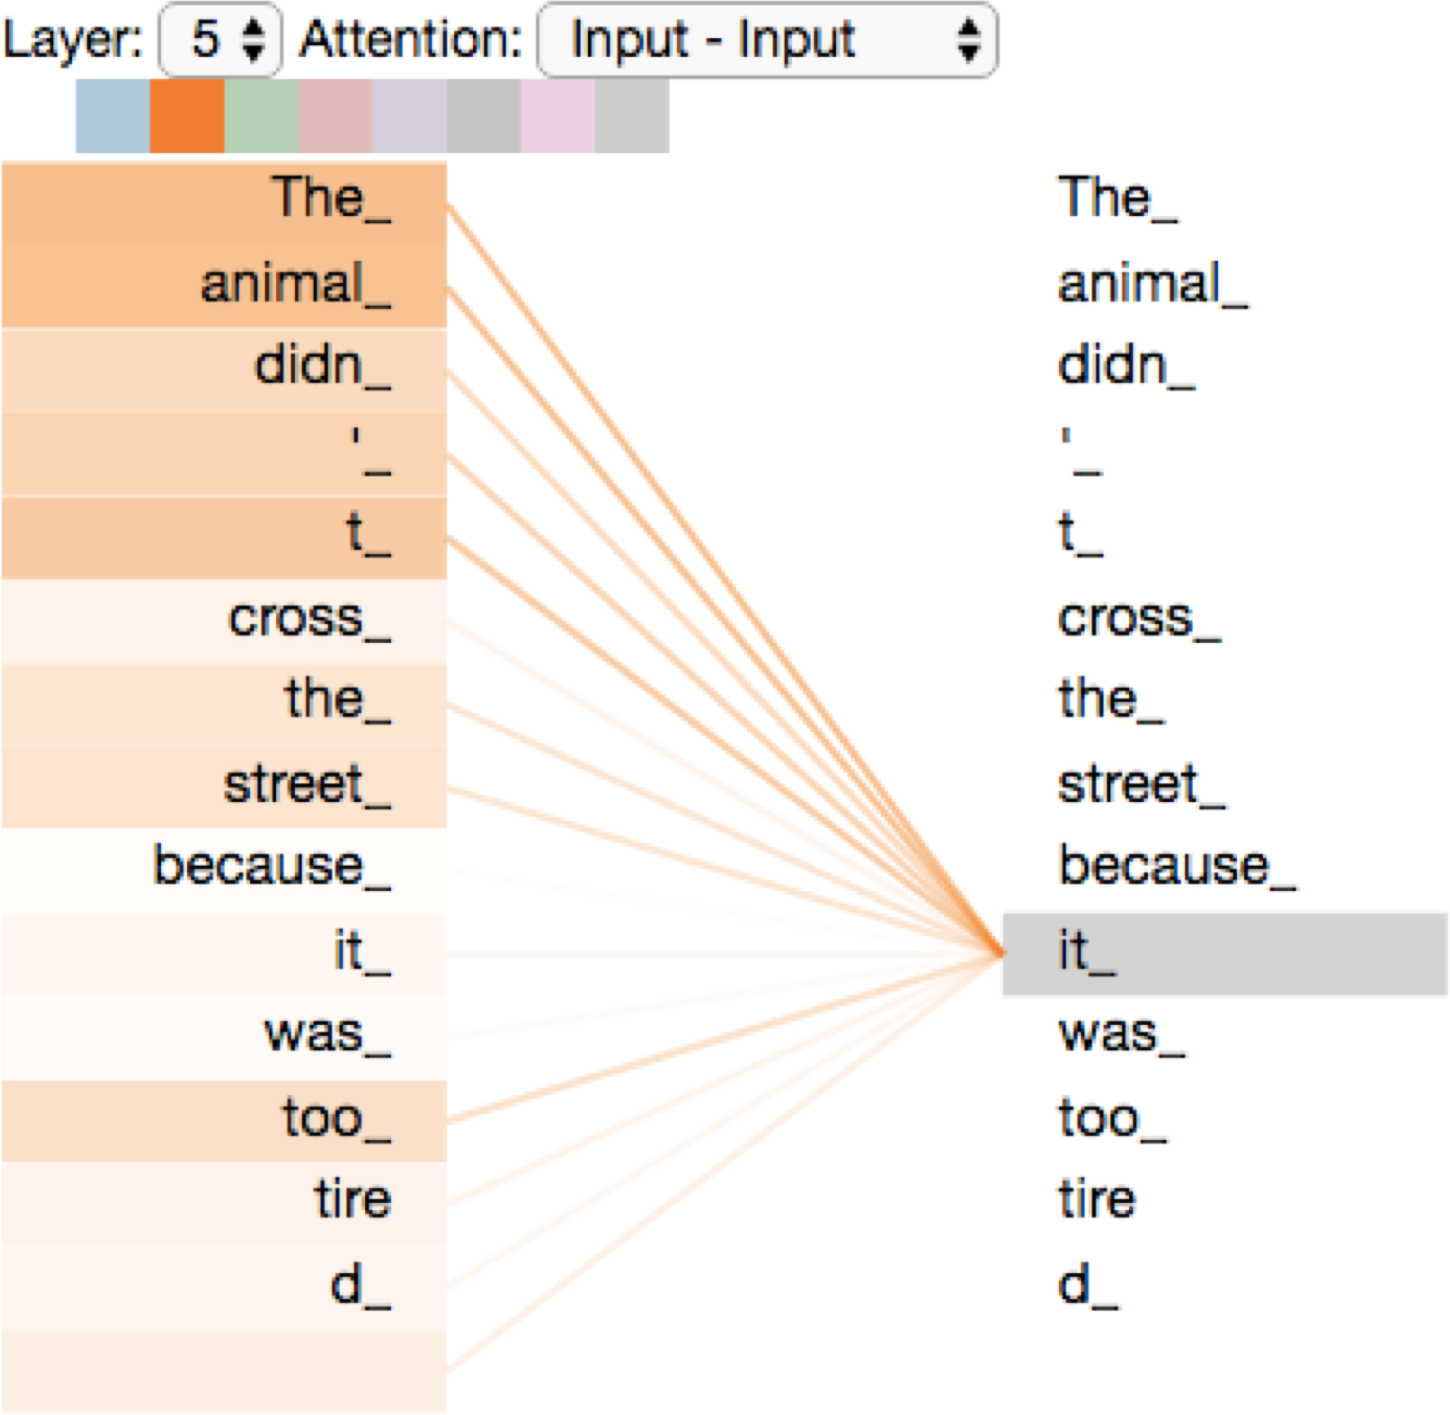 Layer: 5 Attention: Input - Input
The_ The_
animal_ animal_
didn_ didn_
'_ '_
t_ t_
cross_ cross_
the_ the_
street_ street_
because_ because_
it_ it_
was_ was_
too_ too_
tire tire
d_ d_